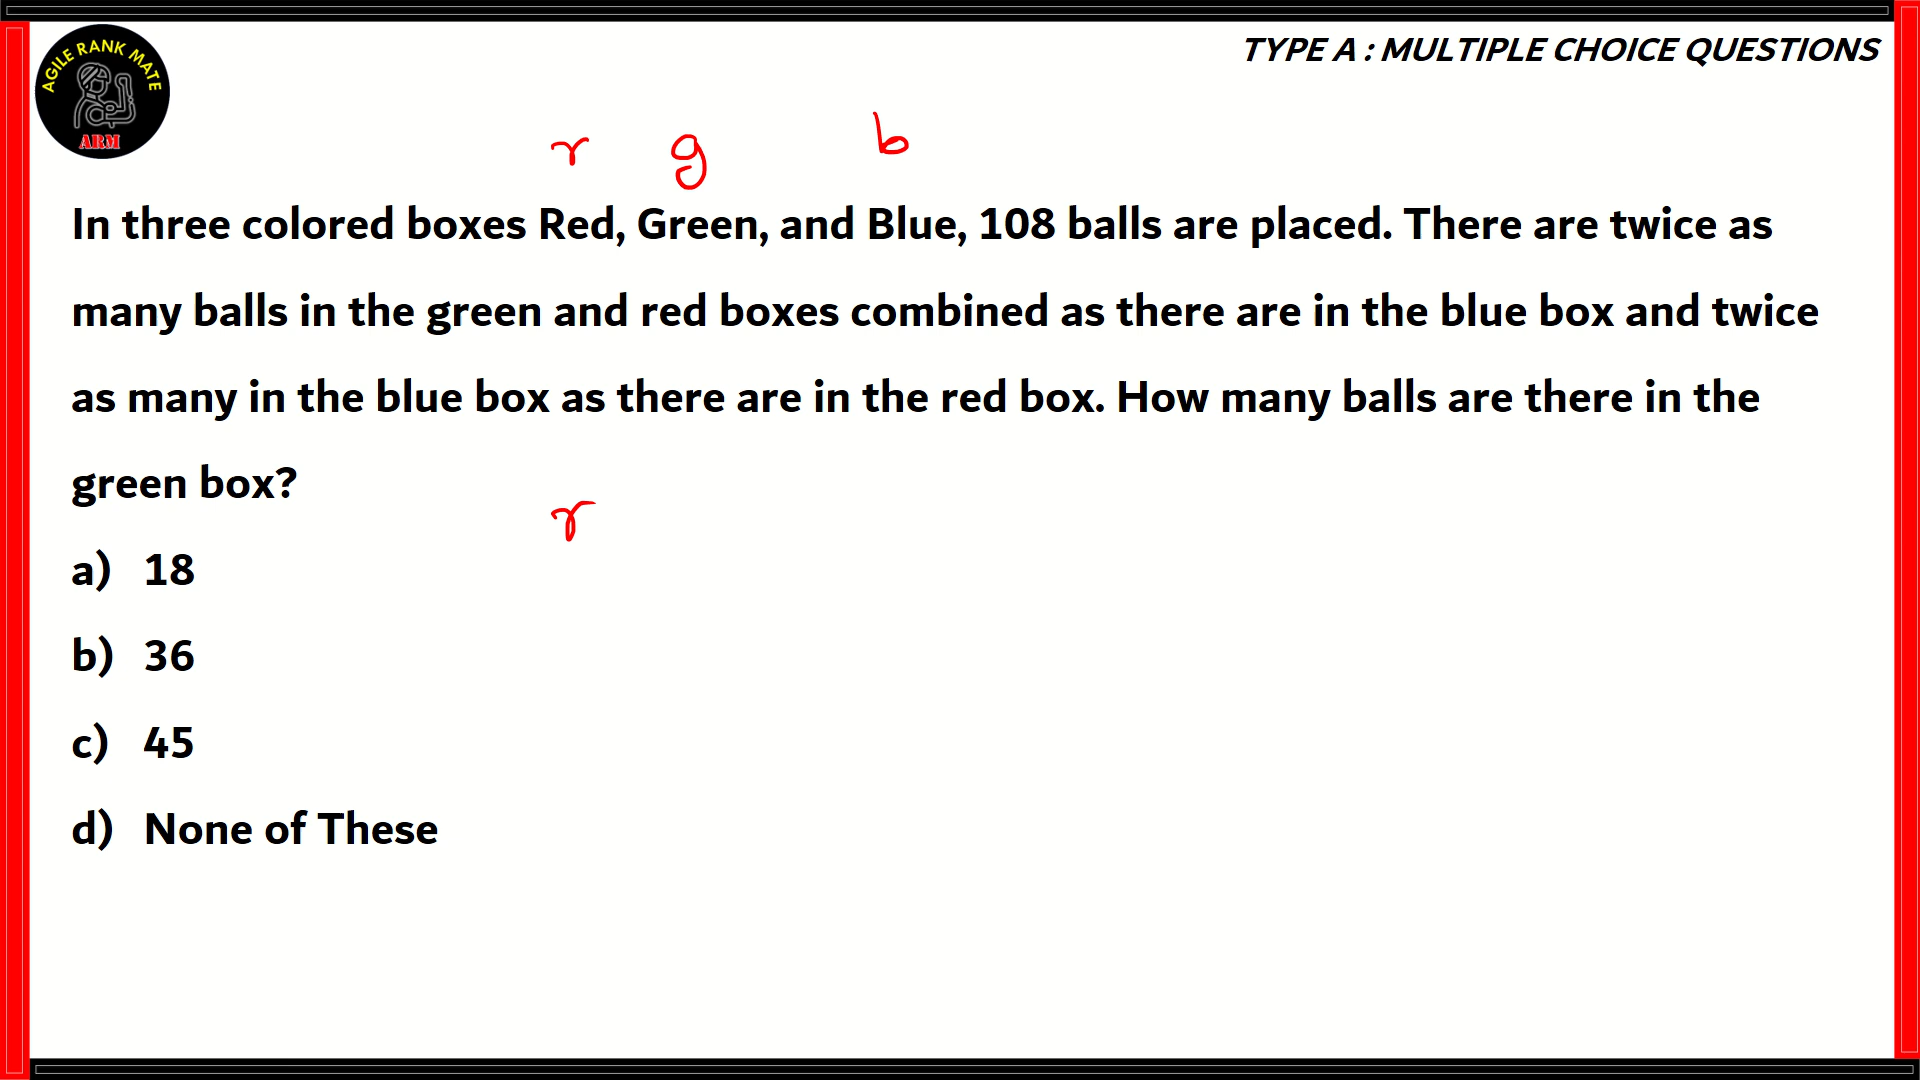 AGILE RANK MATE
ARM
TYPE A : MULTIPLE CHOICE QUESTIONS
r g b
In three colored boxes Red, Green, and Blue, 108 balls are placed. There are twice as
many balls in the green and red boxes combined as there are in the blue box and twice
as many in the blue box as there are in the red box. How many balls are there in the
green box?
r
a) 18
b) 36
c) 45
d) None of These